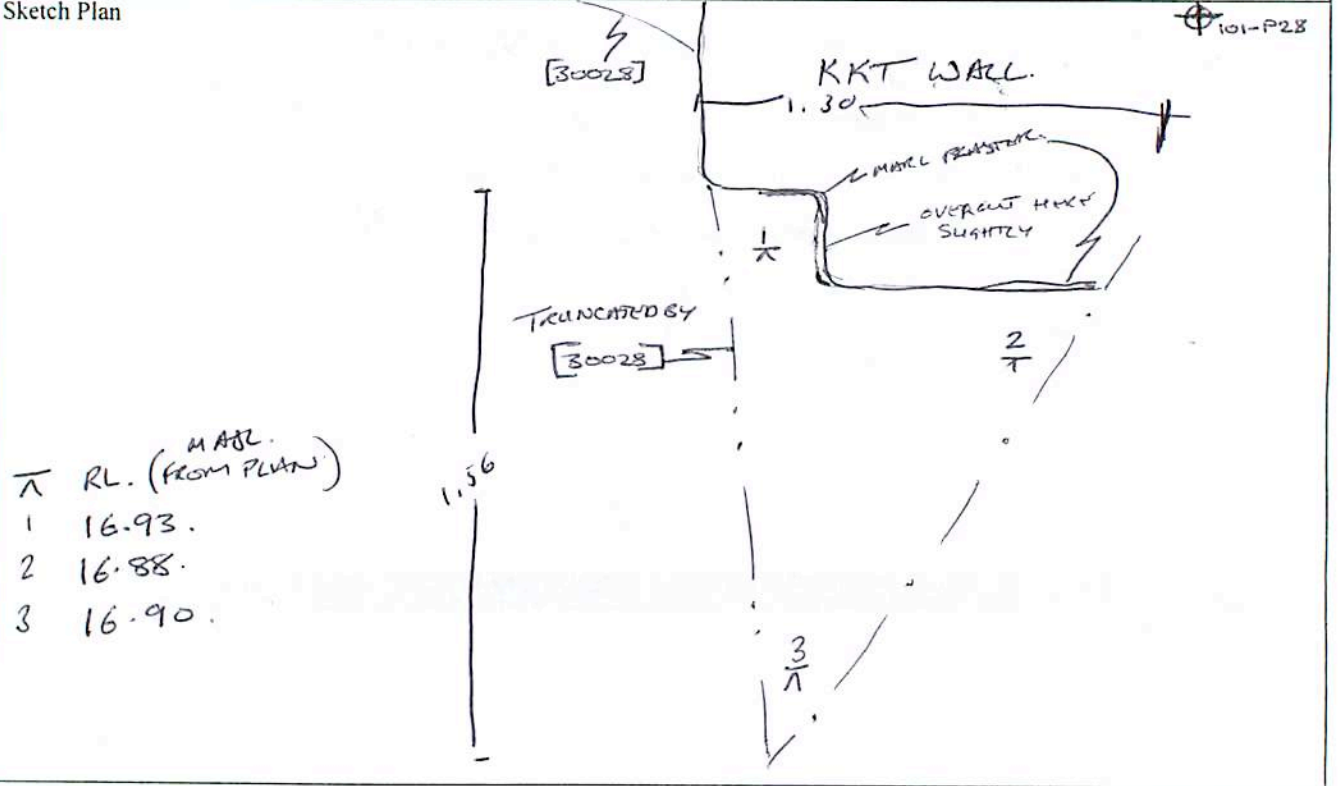 Sketch Plan
101-P28
[30028]
KKT WALL.
1.30
MARL PLASTER.
OVERCUT HERE
SLIGHTLY
1
TRUNCATED BY
[30028]
2
MARL.
RL. (FROM PLAN)
1 16.93.
2 16.88.
3 16.90.
1.56
3